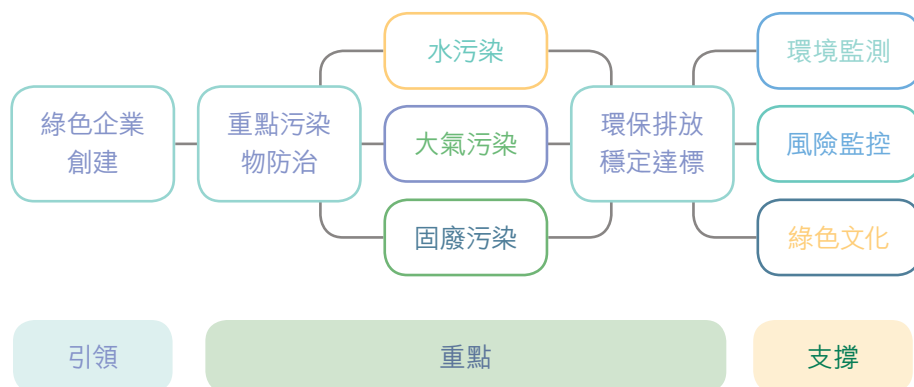 綠色企業
創建
重點污染
物防治
水污染
大氣污染
固廢污染
環保排放
穩定達標
環境監測
風險監控
綠色文化
引領
重點
支撐